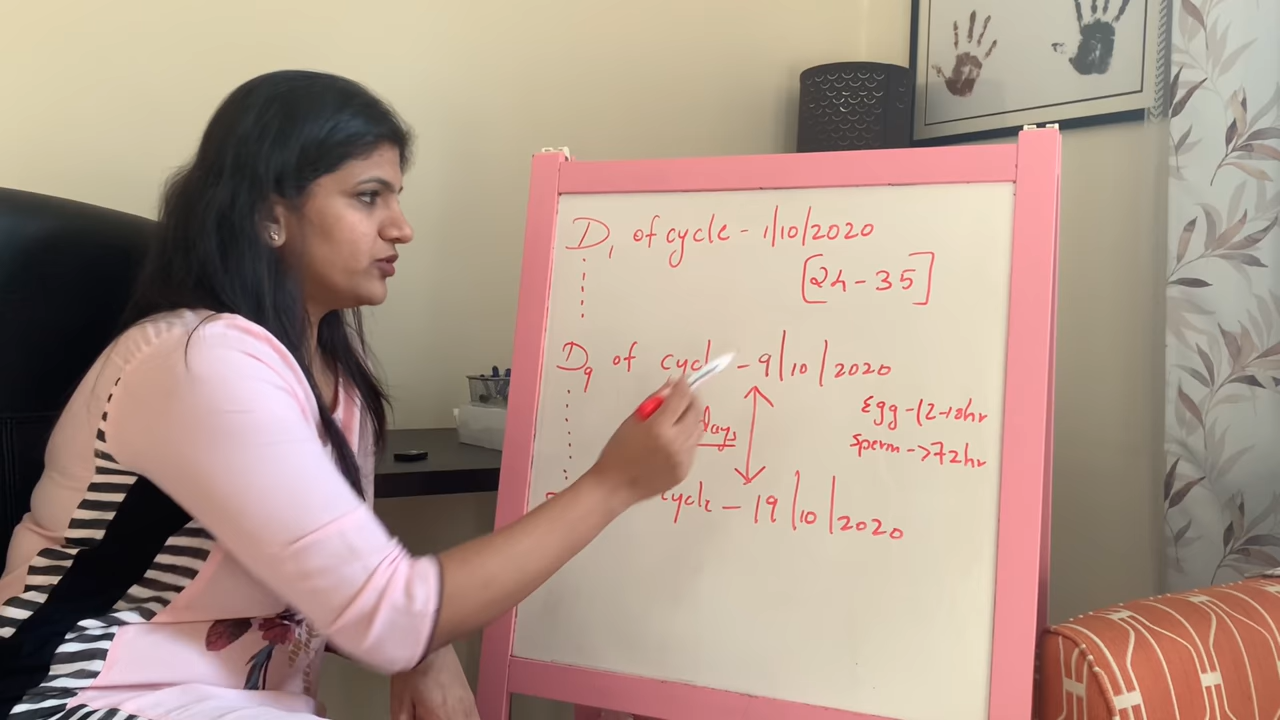 D1 of cycle - 1/10/2020
[24-35]
D9 of cycle - 9/10/2020
Egg - 12-18hr
days
Sperm -> 72hr
cycle - 19/10/2020